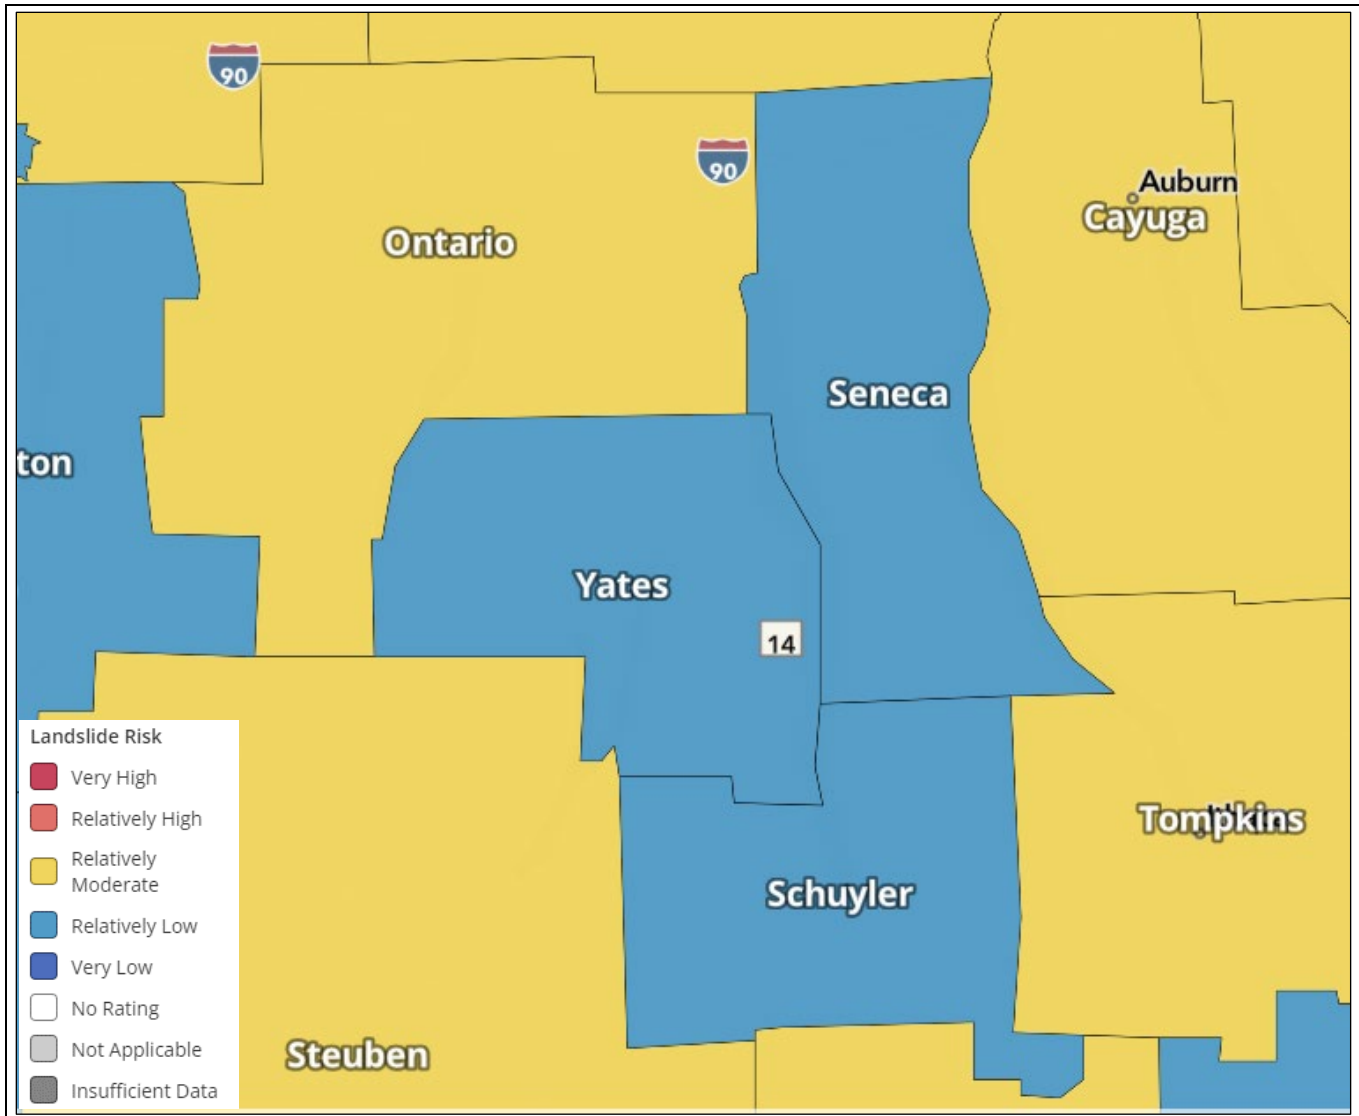 90
90
Auburn
Cayuga
Ontario
Seneca
ton
Yates
14
Tompkins
Schuyler
Steuben
Landslide Risk
Very High
Relatively High
Relatively
Moderate
Relatively Low
Very Low
No Rating
Not Applicable
Insufficient Data